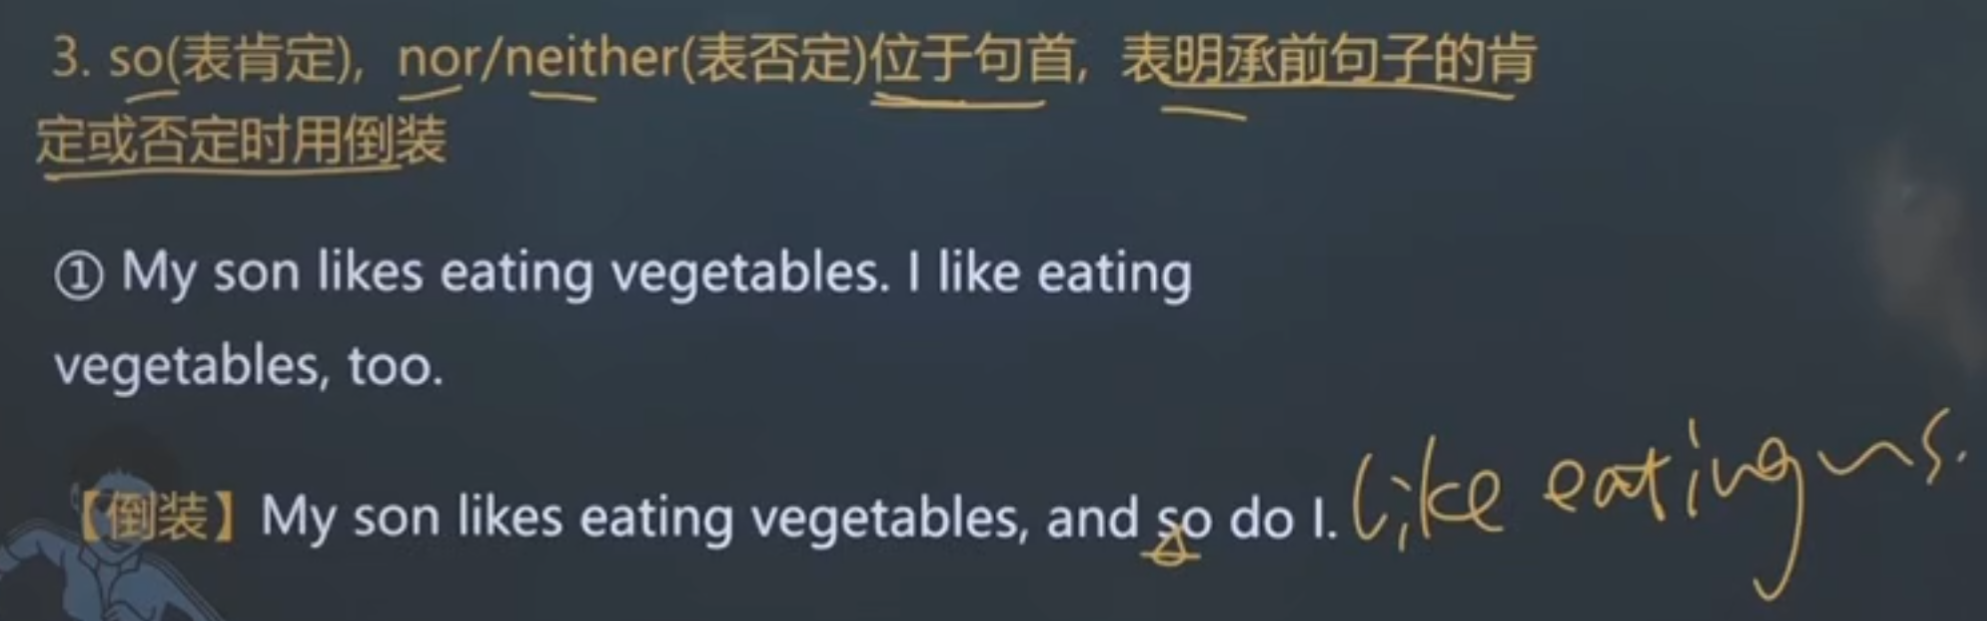 3. so(表肯定), nor/neither(表否定)位于句首, 表明承前句子的肯
定或否定时用倒装
① My son likes eating vegetables. I like eating
vegetables, too.
【倒装】My son likes eating vegetables, and so do I. like eating